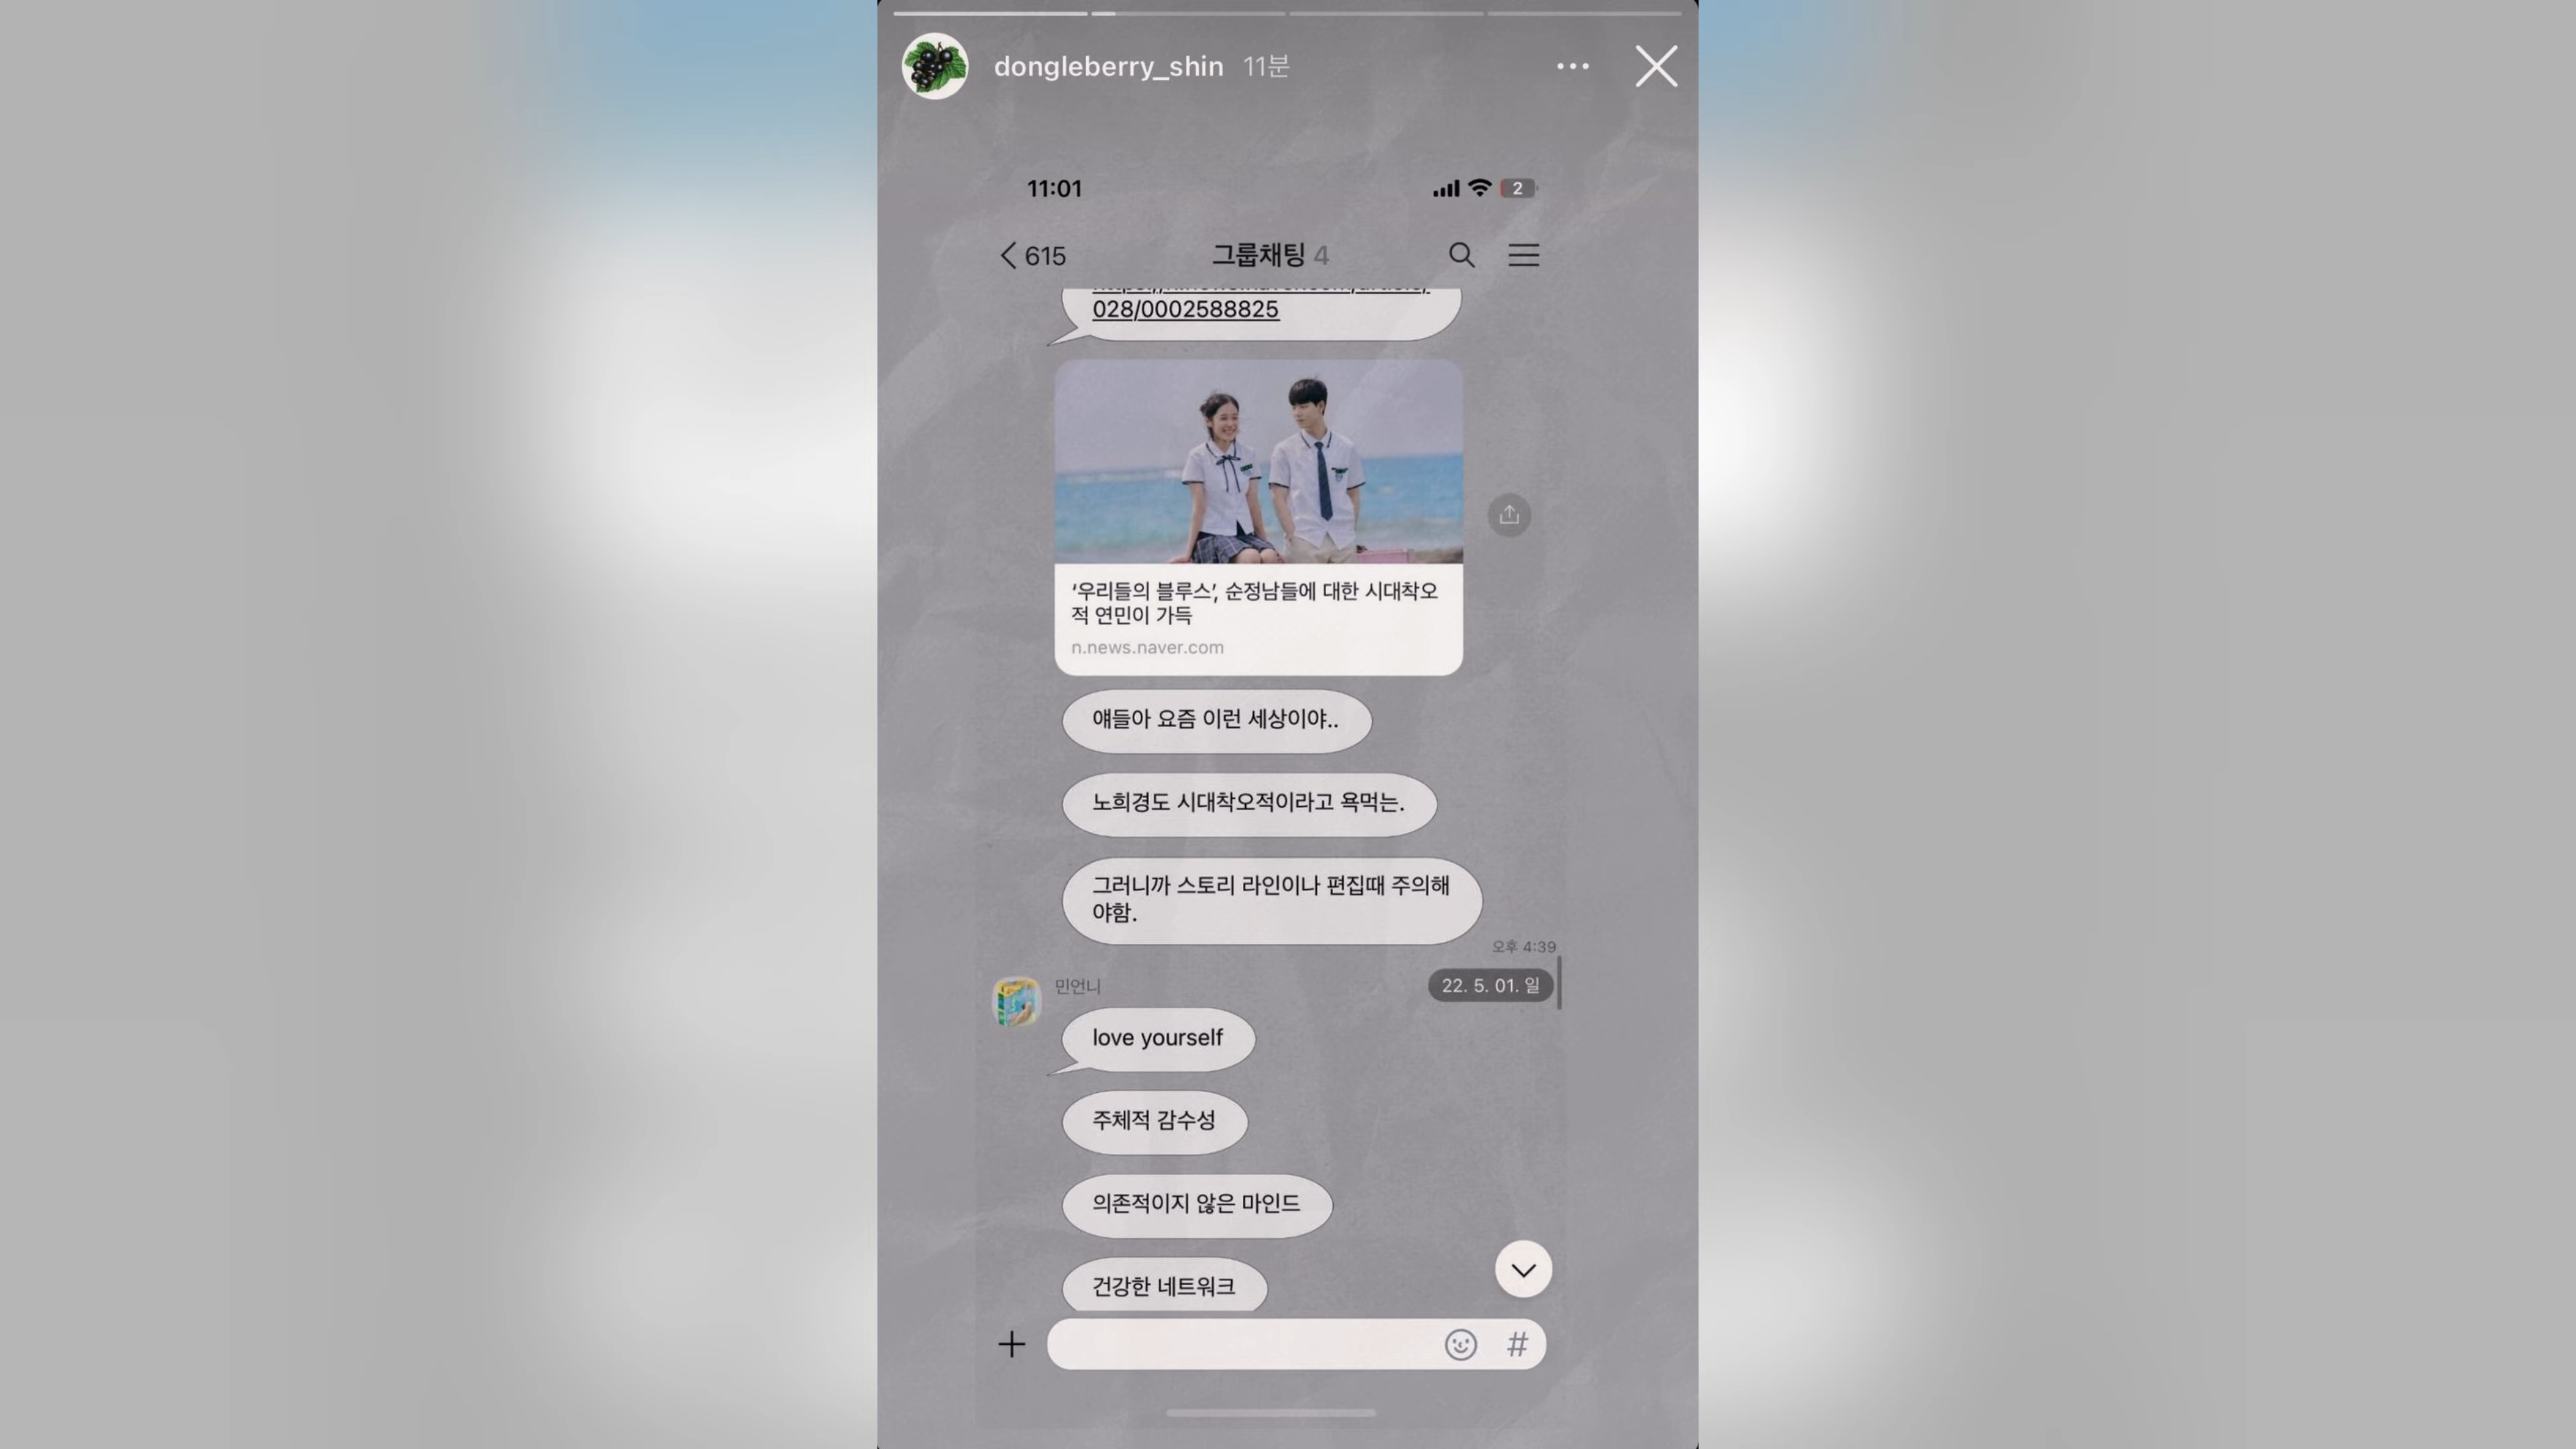 dongleberry_shin 11분
11:01
2
615
그룹채팅 4
028/0002588825
‘우리들의 블루스’, 순정남들에 대한 시대착오
적 연민이 가득
n.news.naver.com
얘들아 요즘 이런 세상이야..
노희경도 시대착오적이라고 욕먹는.
그러니까 스토리 라인이나 편집때 주의해
야함.
오후 4:39
22. 5. 01. 일
민언니
love yourself
주체적 감수성
의존적이지 않은 마인드
건강한 네트워크
#